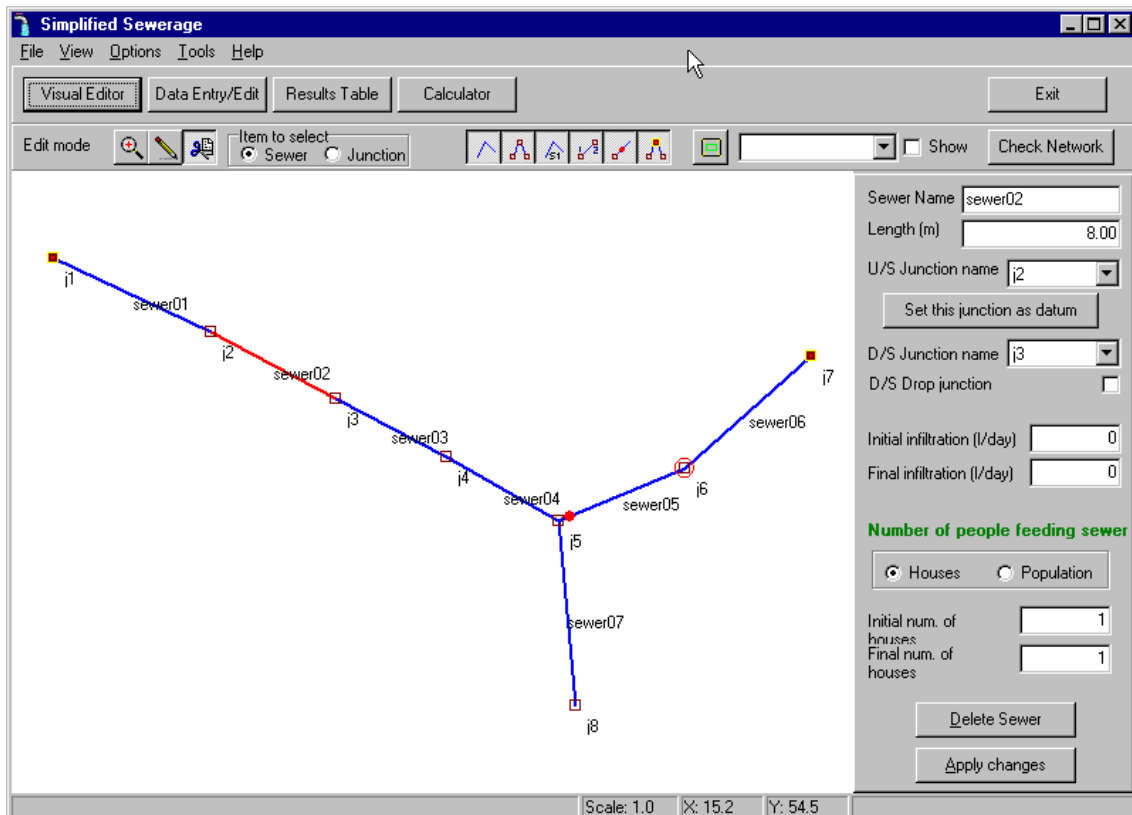 Simplified Sewerage
File View Options Tools Help
Visual Editor Data Entry/Edit Results Table Calculator Exit
Edit mode Item to select Sewer Junction S1 1 2 Show Check Network
Sewer Name sewer02
Length (m) 8.00
U/S Junction name j2
Set this junction as datum
D/S Junction name j3
D/S Drop junction
Initial infiltration (l/day) 0
Final infiltration (l/day) 0
Number of people feeding sewer
Houses Population
Initial num. of houses 1
Final num. of houses 1
Delete Sewer
Apply changes
j1
sewer01
j2
sewer02
j3
sewer03
j4
sewer04
j5
sewer05
j6
sewer06
j7
sewer07
j8
Scale: 1.0 X: 15.2 Y: 54.5